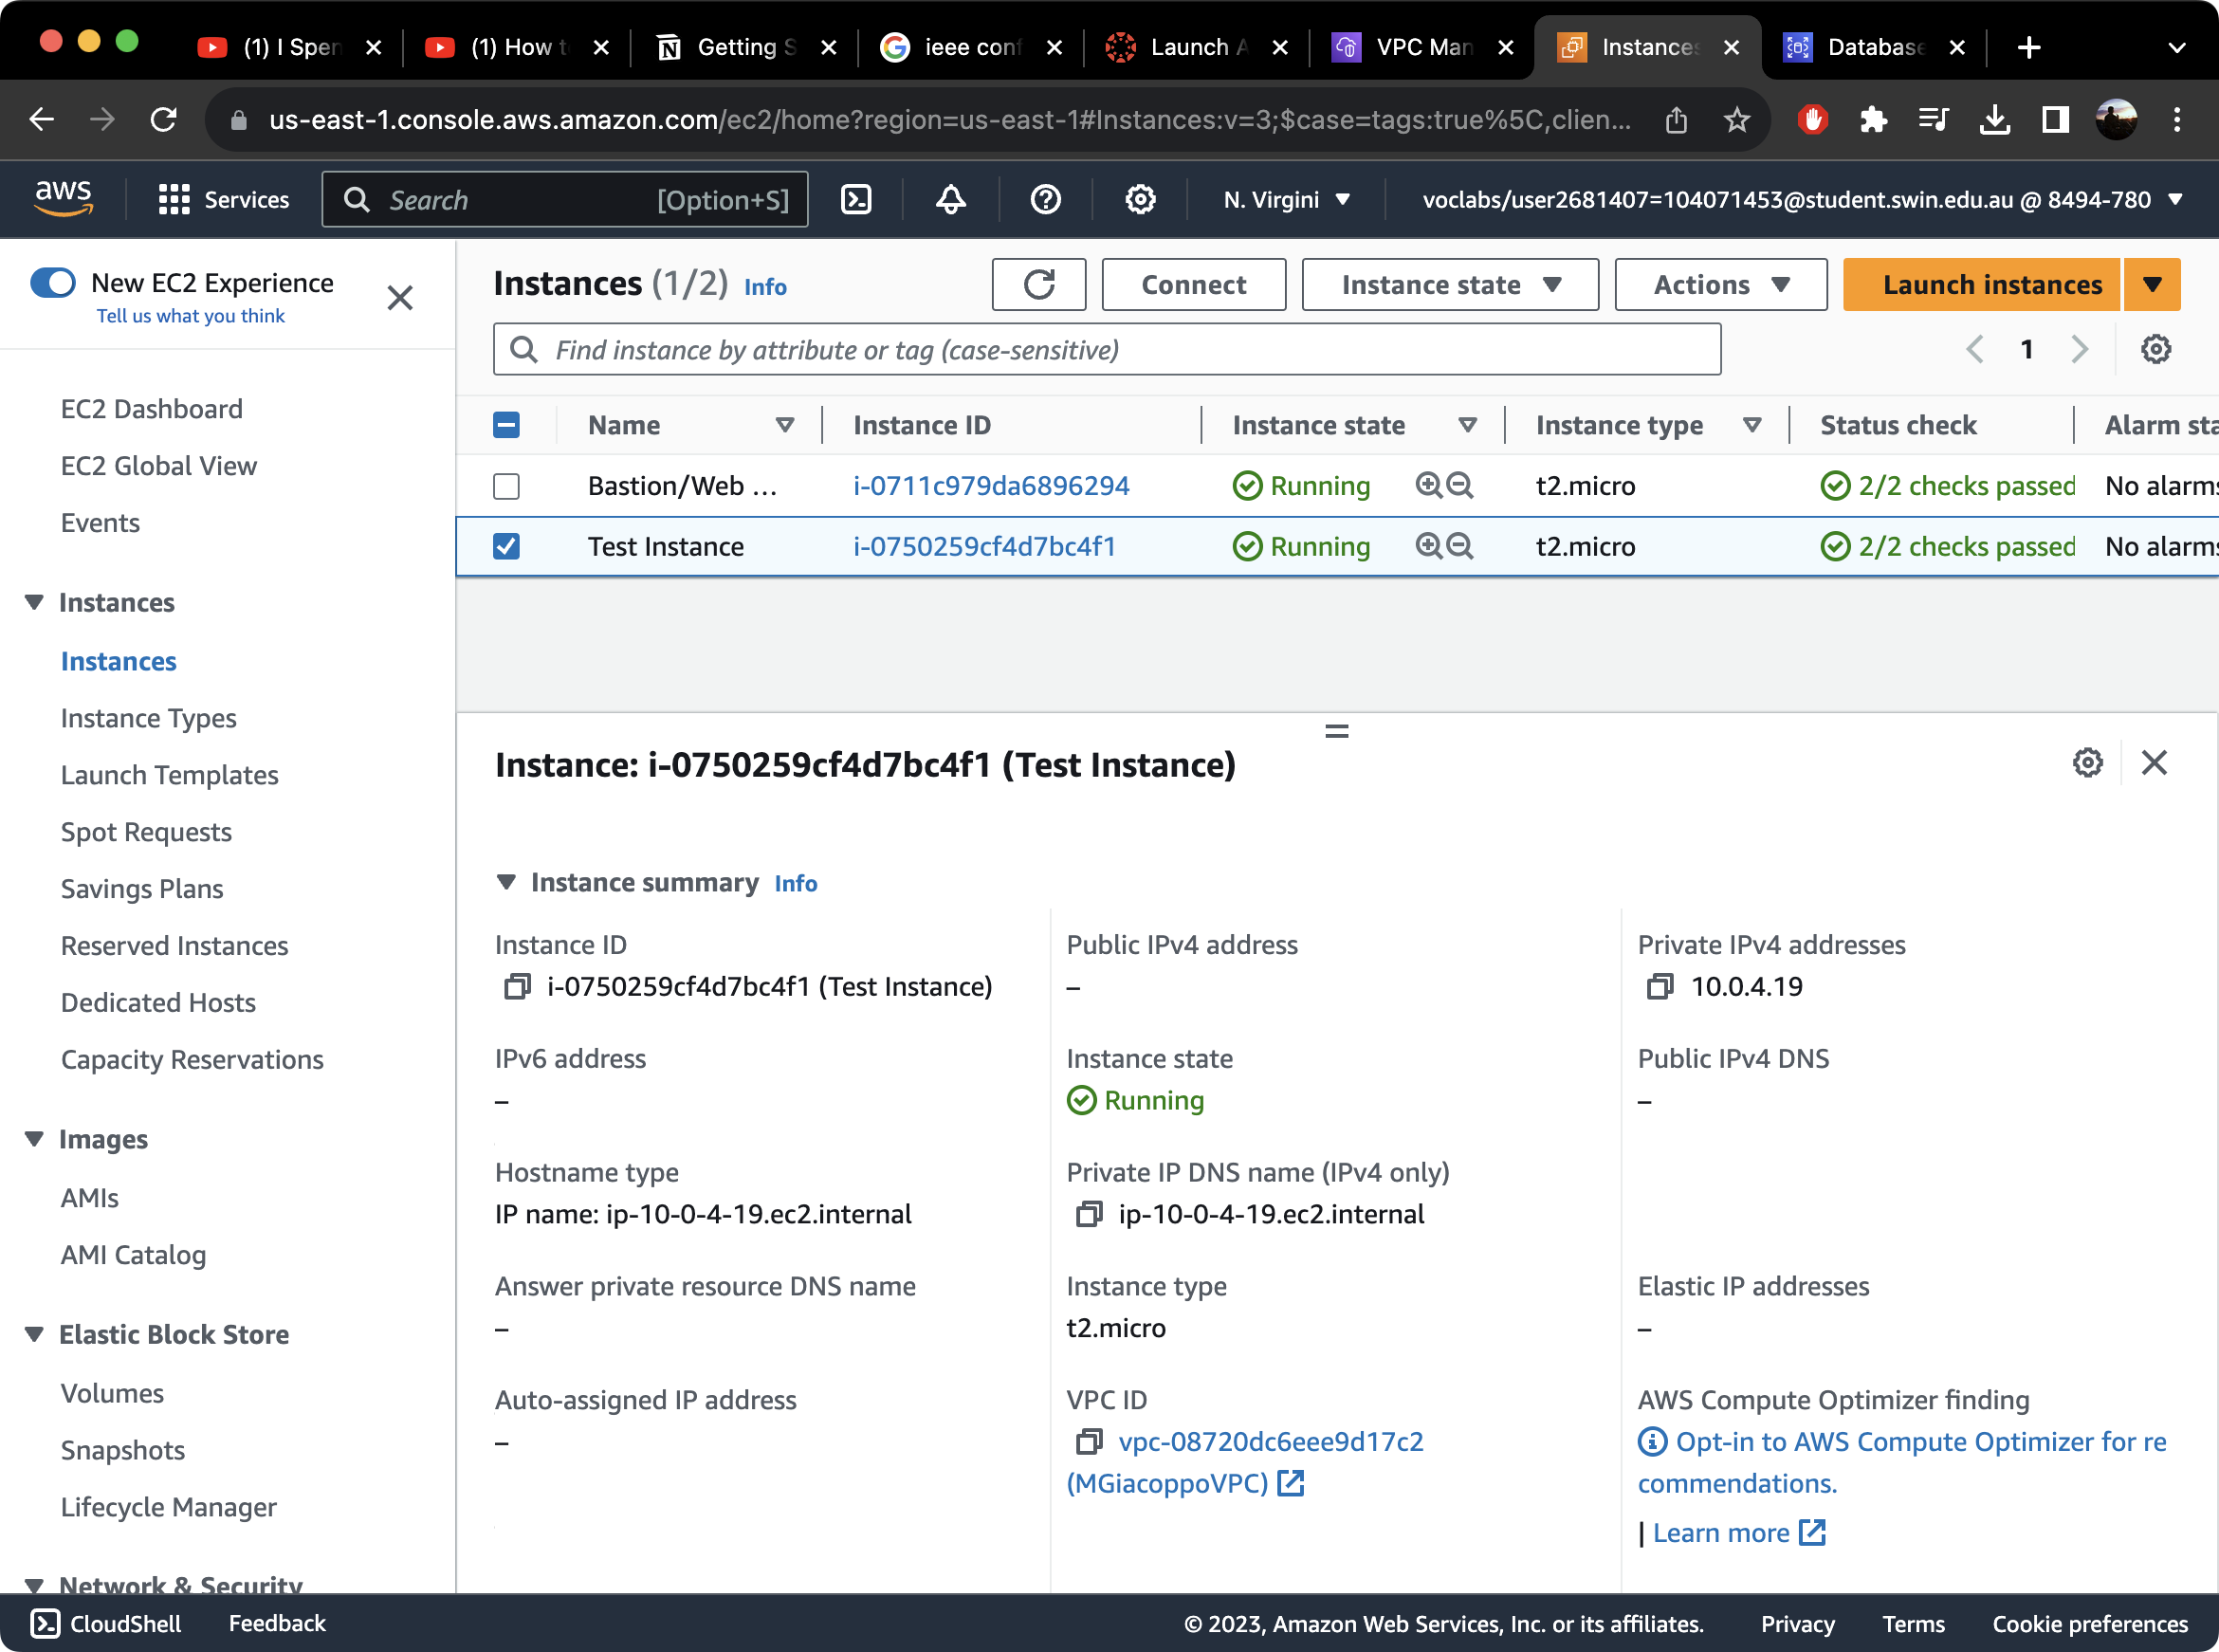 (1) I Spen
(1) How t
Getting S
ieee conf
Launch A
VPC Man
Instances
Database
us-east-1.console.aws.amazon.com/ec2/home?region=us-east-1#Instances:v=3;$case=tags:true%5C,clien...
aws
Services
Search
[Option+S]
N. Virgini
voclabs/user2681407=104071453@student.swin.edu.au @ 8494-780
New EC2 Experience
Tell us what you think
EC2 Dashboard
EC2 Global View
Events
Instances
Instances
Instance Types
Launch Templates
Spot Requests
Savings Plans
Reserved Instances
Dedicated Hosts
Capacity Reservations
Images
AMIs
AMI Catalog
Elastic Block Store
Volumes
Snapshots
Lifecycle Manager
Network & Security
Instances (1/2) Info
Connect
Instance state
Actions
Launch instances
Find instance by attribute or tag (case-sensitive)
1
Name Instance ID Instance state Instance type Status check Alarm sta
Bastion/Web ... i-0711c979da6896294 Running t2.micro 2/2 checks passed No alarms
Test Instance i-0750259cf4d7bc4f1 Running t2.micro 2/2 checks passed No alarms
Instance: i-0750259cf4d7bc4f1 (Test Instance)
Instance summary Info
Instance ID
i-0750259cf4d7bc4f1 (Test Instance)
Public IPv4 address
–
Private IPv4 addresses
10.0.4.19
IPv6 address
–
Instance state
Running
Public IPv4 DNS
–
Hostname type
IP name: ip-10-0-4-19.ec2.internal
Private IP DNS name (IPv4 only)
ip-10-0-4-19.ec2.internal
Answer private resource DNS name
–
Instance type
t2.micro
Elastic IP addresses
–
Auto-assigned IP address
–
VPC ID
vpc-08720dc6eee9d17c2
(MGiacoppoVPC)
AWS Compute Optimizer finding
Opt-in to AWS Compute Optimizer for re
commendations.
| Learn more
CloudShell
Feedback
© 2023, Amazon Web Services, Inc. or its affiliates.
Privacy
Terms
Cookie preferences